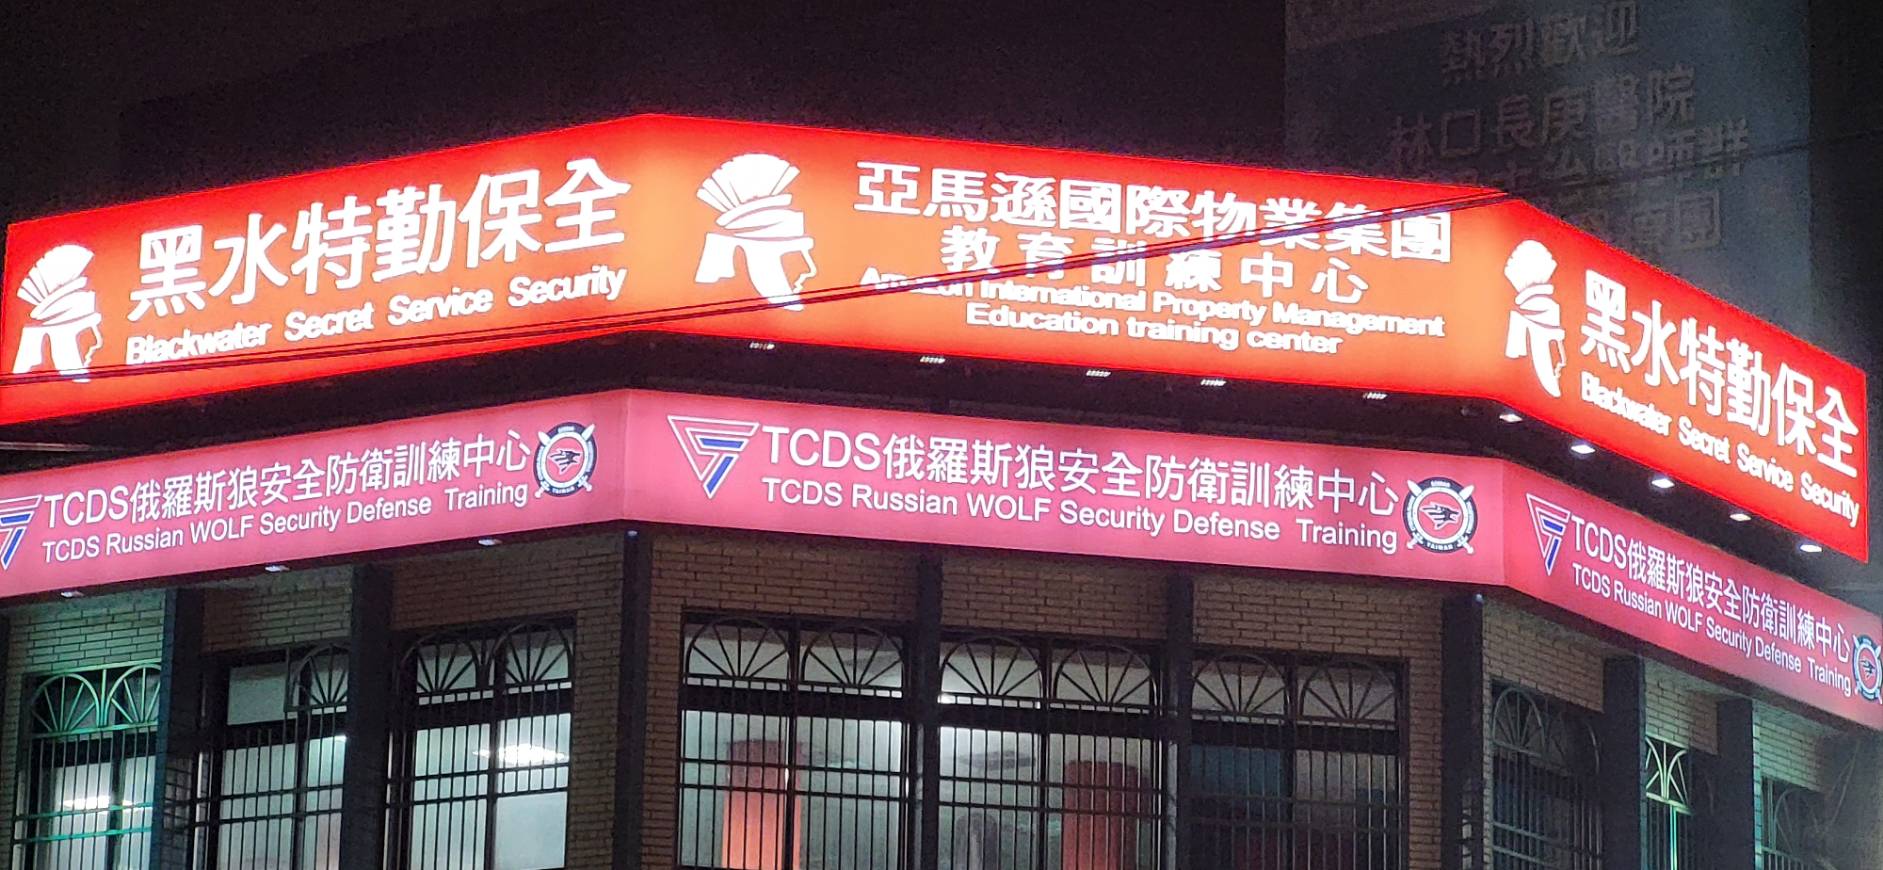 熱烈歡迎
林口長庚醫院
黑水特勤保全
Blackwater Secret Service Security
亞馬遜國際物業集團
教育訓練中心
Amazon International Property Management
Education training center
黑水特勤保全
Blackwater Secret Service Security
TCDS俄羅斯狼安全防衛訓練中心
TCDS Russian WOLF Security Defense Training
TCDS俄羅斯狼安全防衛訓練中心
TCDS Russian WOLF Security Defense Training
TAIWAN
TCDS俄羅斯狼安全防衛訓練中心
TCDS Russian WOLF Security Defense Training